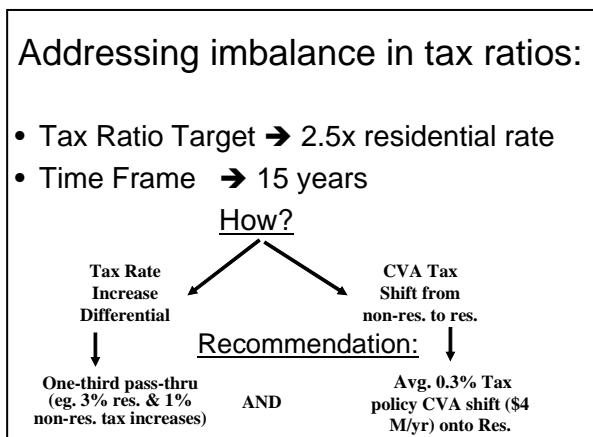 Addressing imbalance in tax ratios:
• Tax Ratio Target ➔ 2.5x residential rate
• Time Frame ➔ 15 years
How?
Tax Rate
Increase
Differential
CVA Tax
Shift from
non-res. to res.
Recommendation:
One-third pass-thru
(eg. 3% res. & 1%
non-res. tax increases)
AND
Avg. 0.3% Tax
policy CVA shift ($4
M/yr) onto Res.